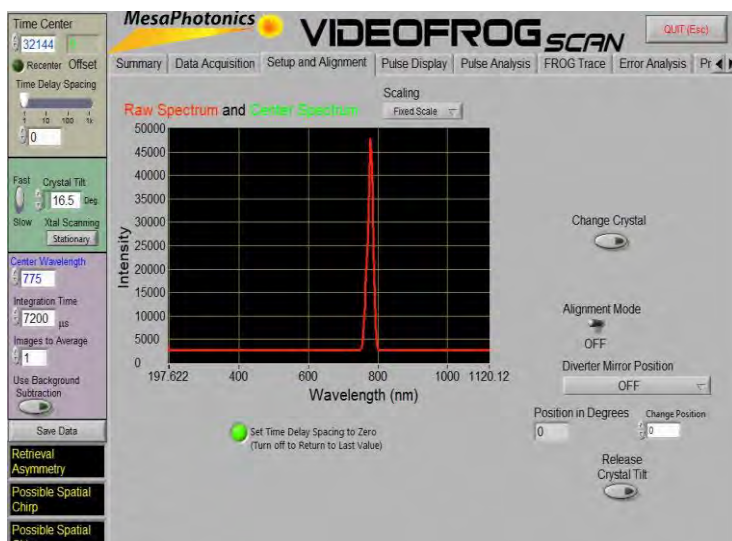 Time Center
32144
Recenter Offset
Time Delay Spacing
1 10 100 1k
0
Fast
Crystal Tilt
16.5 Deg
Slow
Xtal Scanning
Stationary
Center Wavelength
775
Integration Time
7200 µs
Images to Average
1
Use Background
Subtraction
Save Data
Retrieval
Asymmetry
Possible Spatial
Chirp
Possible Spatial
MesaPhotonics
VIDEOFROG SCAN
QUIT (Esc)
Summary
Data Acquisition
Setup and Alignment
Pulse Display
Pulse Analysis
FROG Trace
Error Analysis
Pr
Scaling
Fixed Scale
Raw Spectrum and Center Spectrum
Intensity
50000
45000
40000
35000
30000
25000
20000
15000
10000
5000
0
197.622 400 600 800 1000 1120.12
Wavelength (nm)
Set Time Delay Spacing to Zero
(Turn off to Return to Last Value)
Change Crystal
Alignment Mode
OFF
Diverter Mirror Position
OFF
Position in Degrees
0
Change Position
0
Release
Crystal Tilt